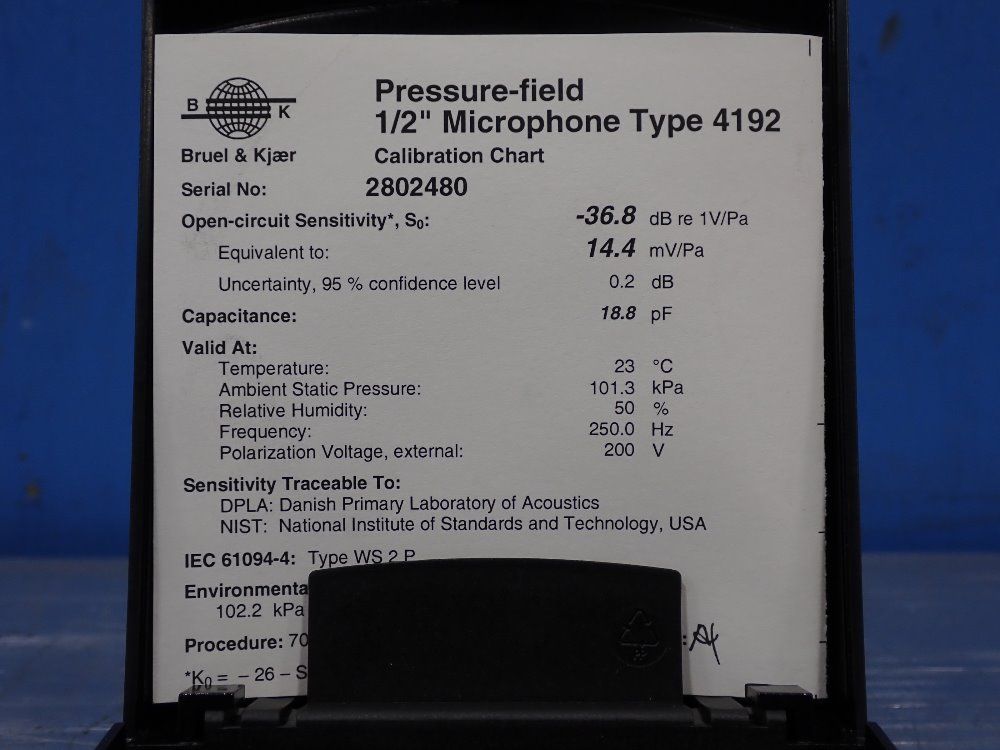 B K
Bruel & Kjær
Pressure-field
1/2" Microphone Type 4192
Calibration Chart
Serial No: 2802480
Open-circuit Sensitivity*, S₀: -36.8 dB re 1V/Pa
Equivalent to: 14.4 mV/Pa
Uncertainty, 95 % confidence level 0.2 dB
Capacitance: 18.8 pF
Valid At:
Temperature: 23 °C
Ambient Static Pressure: 101.3 kPa
Relative Humidity: 50 %
Frequency: 250.0 Hz
Polarization Voltage, external: 200 V
Sensitivity Traceable To:
DPLA: Danish Primary Laboratory of Acoustics
NIST: National Institute of Standards and Technology, USA
IEC 61094-4: Type WS 2 P
Environmenta
102.2 kPa
Procedure: 70 :
*K₀ = – 26 – S